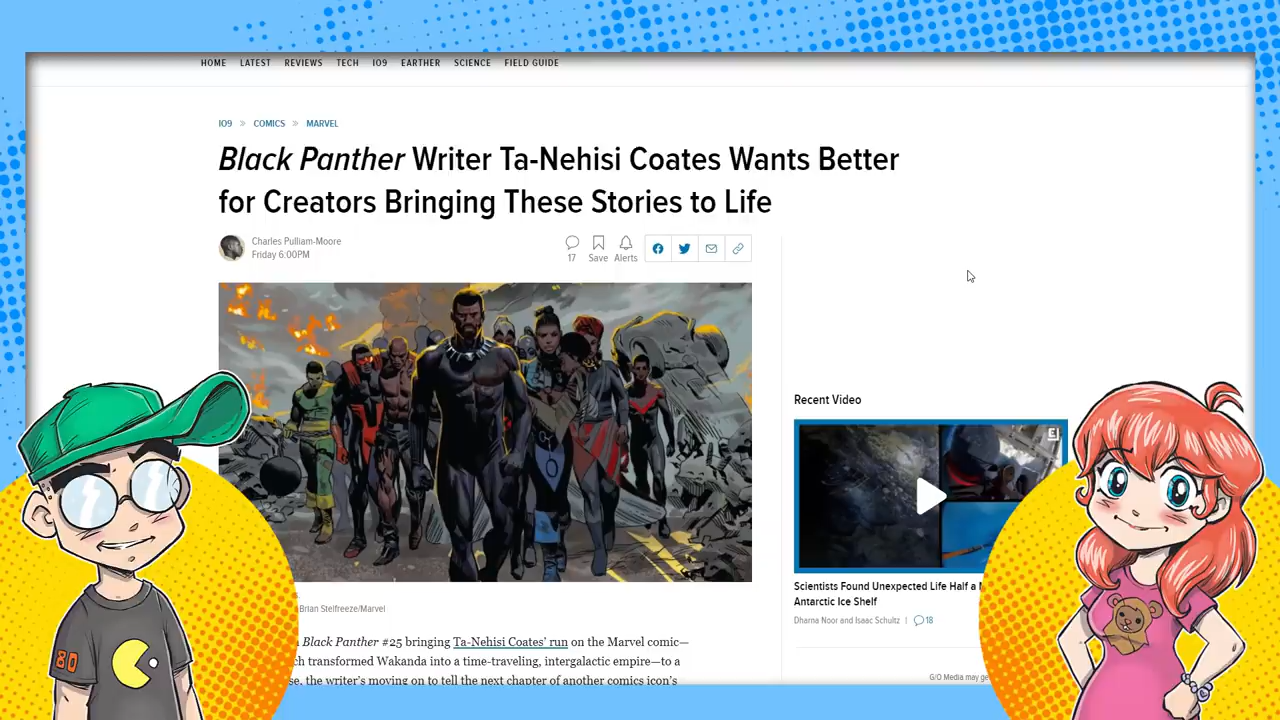 HOME LATEST REVIEWS TECH IO9 EARTHER SCIENCE FIELD GUIDE
IO9 » COMICS » MARVEL
Black Panther Writer Ta-Nehisi Coates Wants Better
for Creators Bringing These Stories to Life
Charles Pulliam-Moore
Friday 6:00PM
17 Save Alerts
Brian Stelfreeze/Marvel
Black Panther #25 bringing Ta-Nehisi Coates' run on the Marvel comic—
transformed Wakanda into a time-traveling, intergalactic empire—to a
the writer's moving on to tell the next chapter of another comics icon's
Recent Video
EJ
Scientists Found Unexpected Life Half a
Antarctic Ice Shelf
Dharna Noor and Isaac Schultz | 18
G/O Media may
80